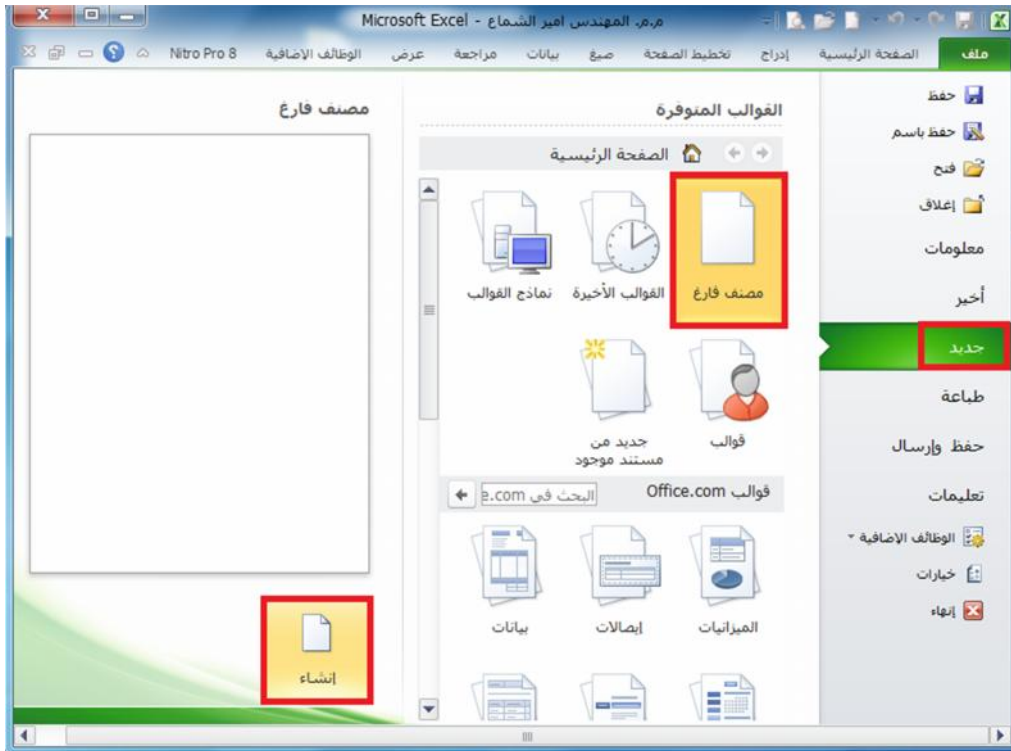 م.م. المهندس امير الشماع - Microsoft Excel
ملف الصفحة الرئيسية إدراج تخطيط الصفحة صيغ بيانات مراجعة عرض الوظائف الإضافية Nitro Pro 8
حفظ
حفظ باسم
فتح
إغلاق
معلومات
أخير
جديد
طباعة
حفظ وإرسال
تعليمات
الوظائف الإضافية
خيارات
إنهاء
القوالب المتوفرة
الصفحة الرئيسية
مصنف فارغ القوالب الأخيرة نماذج القوالب
قوالب جديد من
مستند موجود
قوالب Office.com البحث في e.com
الميزانيات إيصالات بيانات
مصنف فارغ
إنشاء